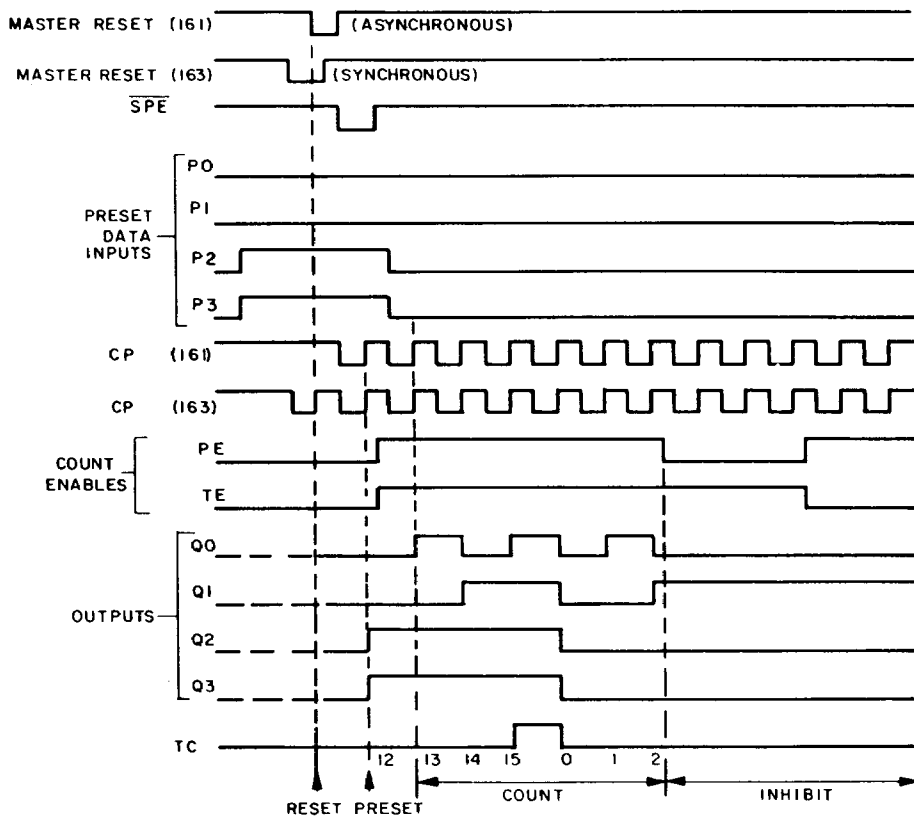 MASTER RESET (161) (ASYNCHRONOUS)
MASTER RESET (163) (SYNCHRONOUS)
SPE
P0
P1
PRESET
DATA
INPUTS
P2
P3
CP (161)
CP (163)
PE
COUNT
ENABLES
TE
Q0
Q1
OUTPUTS
Q2
Q3
TC
12 13 14 15 0 1 2
RESET PRESET COUNT INHIBIT